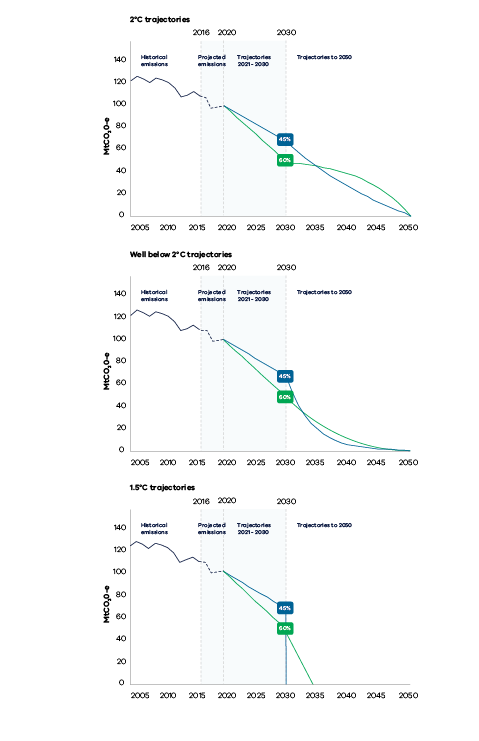 2°C trajectories
2016 2020 2030
Historical emissions
Projected emissions
Trajectories 2021 - 2030
Trajectories to 2050
MtCO2O-e
140
120
100
80
60
40
20
0
45%
60%
2005 2010 2015 2020 2025 2030 2035 2040 2045 2050
Well below 2°C trajectories
2016 2020 2030
Historical emissions
Projected emissions
Trajectories 2021 - 2030
Trajectories to 2050
MtCO2O-e
140
120
100
80
60
40
20
0
45%
60%
2005 2010 2015 2020 2025 2030 2035 2040 2045 2050
1.5°C trajectories
2016 2020 2030
Historical emissions
Projected emissions
Trajectories 2021 - 2030
Trajectories to 2050
MtCO2O-e
140
120
100
80
60
40
20
0
45%
60%
2005 2010 2015 2020 2025 2030 2035 2040 2045 2050